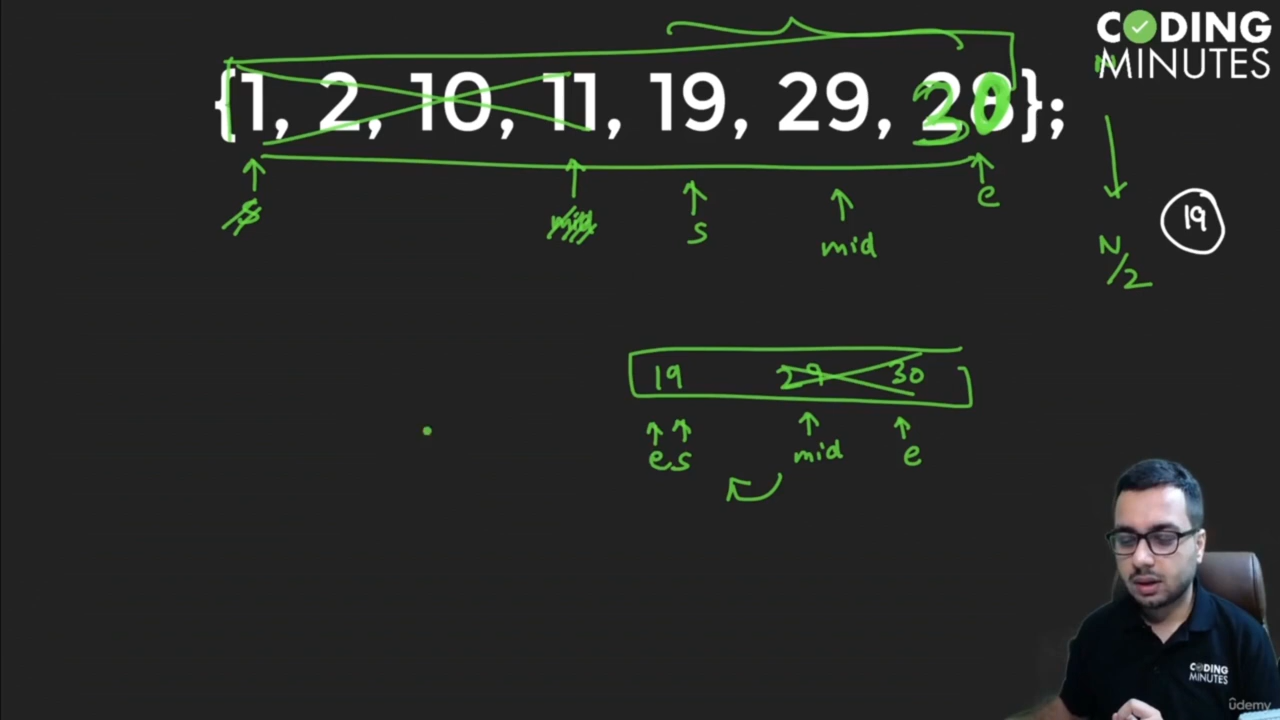 CODING
MINUTES
{1, 2, 10, 11, 19, 29, 30};
s mid s mid e
N/2
19
19 29 30
e s mid e
CODING
MINUTES
ûdemy